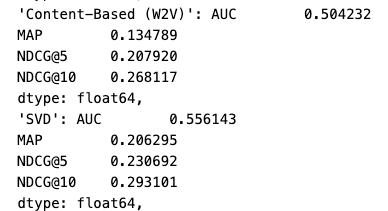 'Content-Based (W2V)': AUC 0.504232
MAP 0.134789
NDCG@5 0.207920
NDCG@10 0.268117
dtype: float64,
'SVD': AUC 0.556143
MAP 0.206295
NDCG@5 0.230692
NDCG@10 0.293101
dtype: float64,